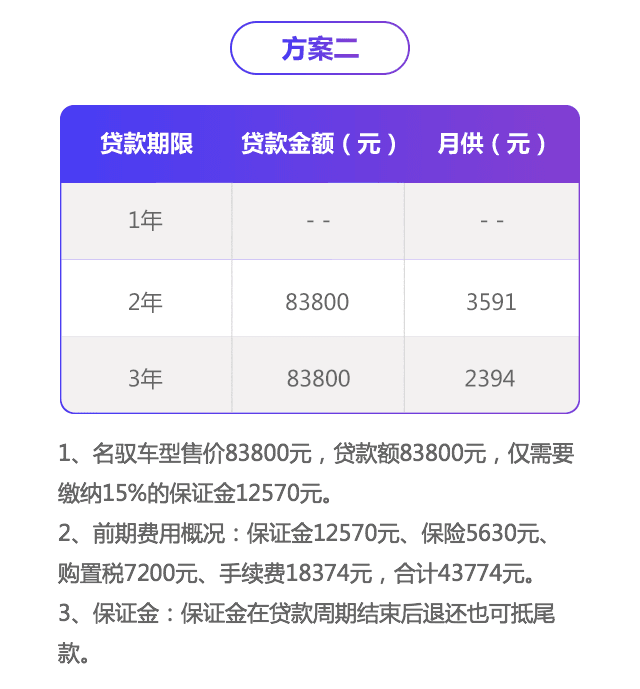 方案二
贷款期限 贷款金额（元） 月供（元）
1年 -- --
2年 83800 3591
3年 83800 2394
1、名驭车型售价83800元，贷款额83800元，仅需要
缴纳15%的保证金12570元。
2、前期费用概况：保证金12570元、保险5630元、
购置税7200元、手续费18374元，合计43774元。
3、保证金：保证金在贷款周期结束后退还也可抵尾
款。